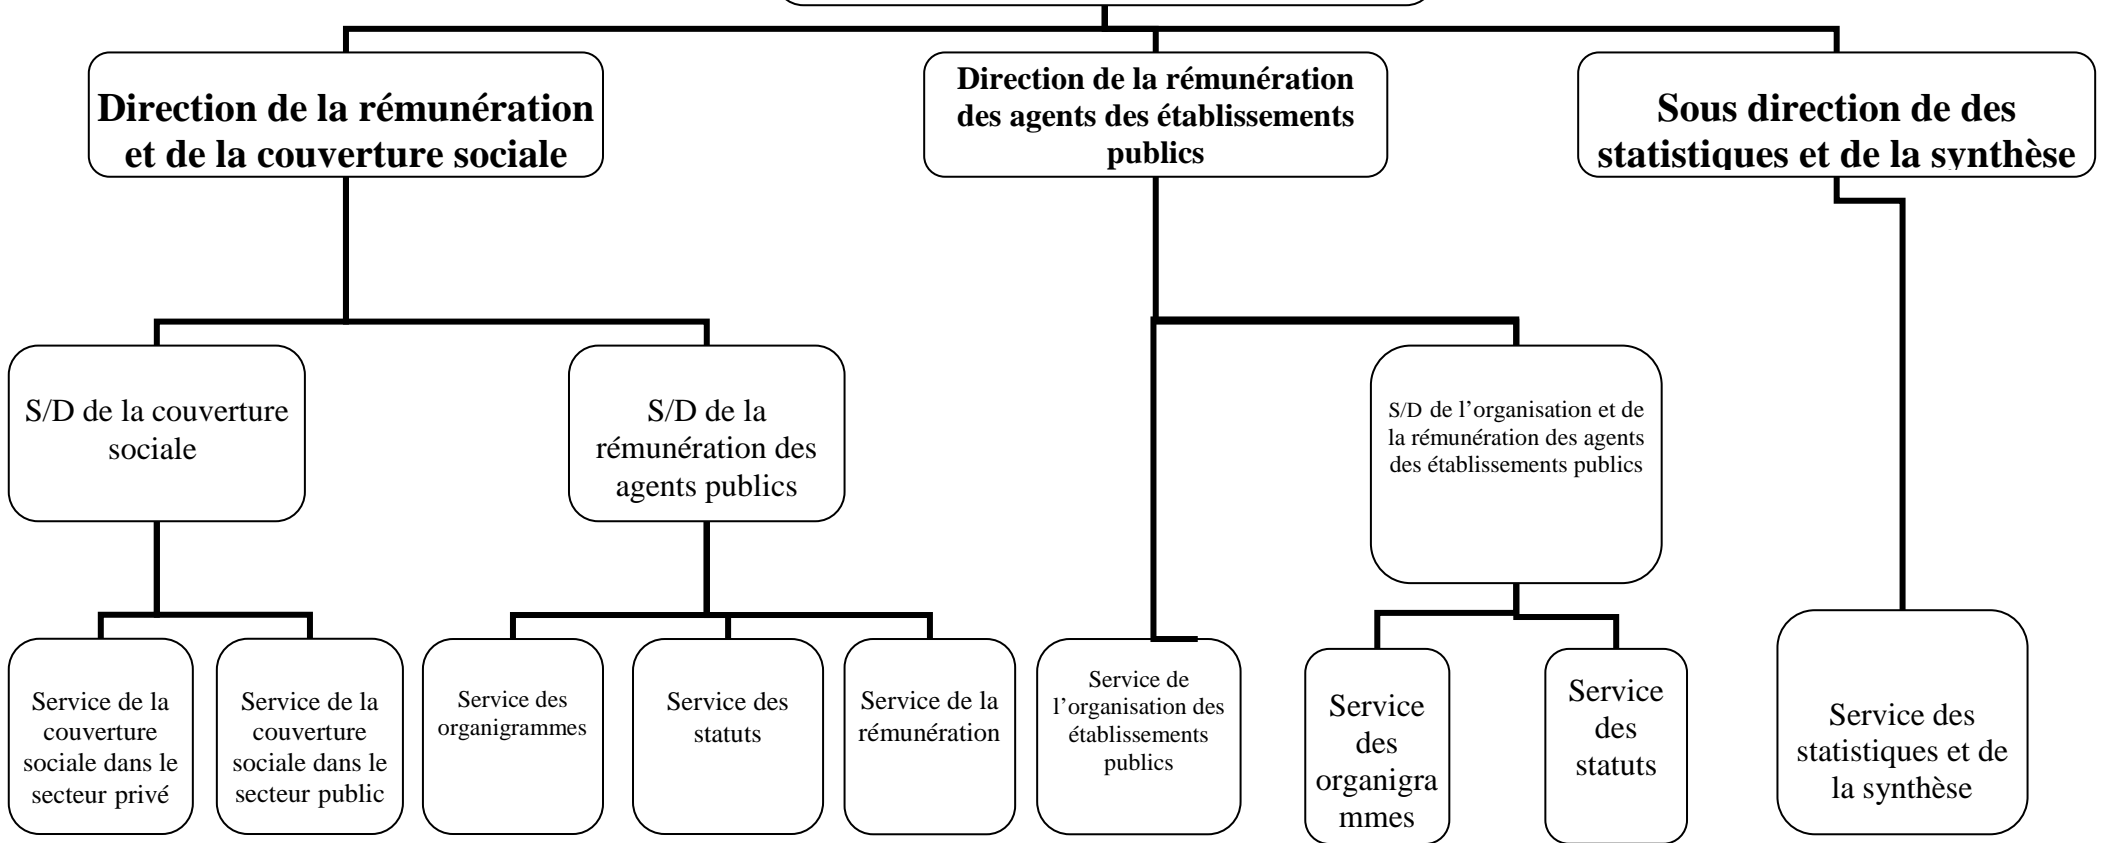 Direction de la rémunération
et de la couverture sociale
Direction de la rémunération
des agents des établissements
publics
Sous direction de des
statistiques et de la synthèse
S/D de la couverture
sociale
S/D de la
rémunération des
agents publics
S/D de l’organisation et de
la rémunération des agents
des établissements publics
Service de la
couverture
sociale dans le
secteur privé
Service de la
couverture
sociale dans le
secteur public
Service des
organigrammes
Service des
statuts
Service de la
rémunération
Service de
l’organisation des
établissements
publics
Service
des
organigra
mmes
Service
des
statuts
Service des
statistiques et de
la synthèse